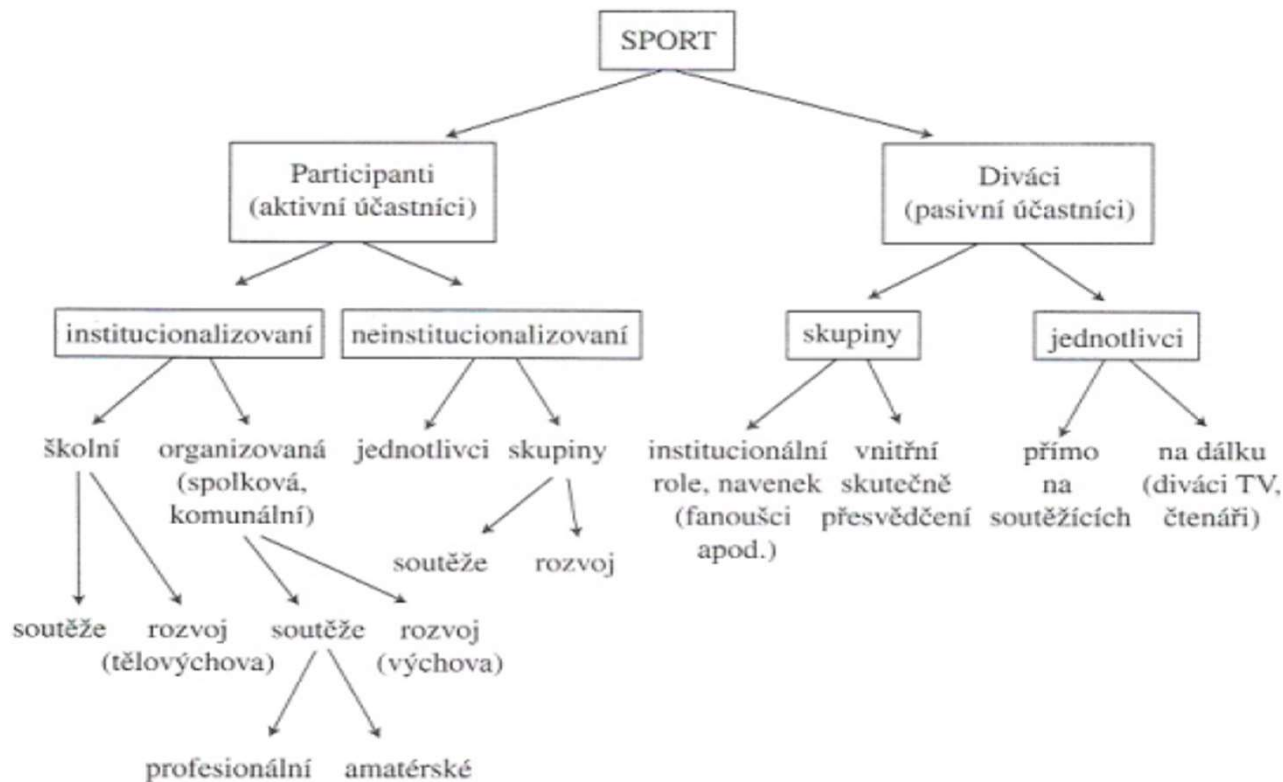 SPORT
Participanti
(aktivní účastníci)
Diváci
(pasivní účastníci)
institucionalizovaní
neinstitucionalizovaní
skupiny
jednotlivci
školní
organizovaná
(spolková,
komunální)
jednotlivci
skupiny
institucionální
role, navenek
(fanoušci
apod.)
vnitřní
skutečně
přesvědčení
přímo
na
soutěžících
na dálku
(diváci TV,
čtenáři)
soutěže
rozvoj
soutěže
rozvoj
(tělovýchova)
soutěže
rozvoj
(výchova)
profesionální
amatérské